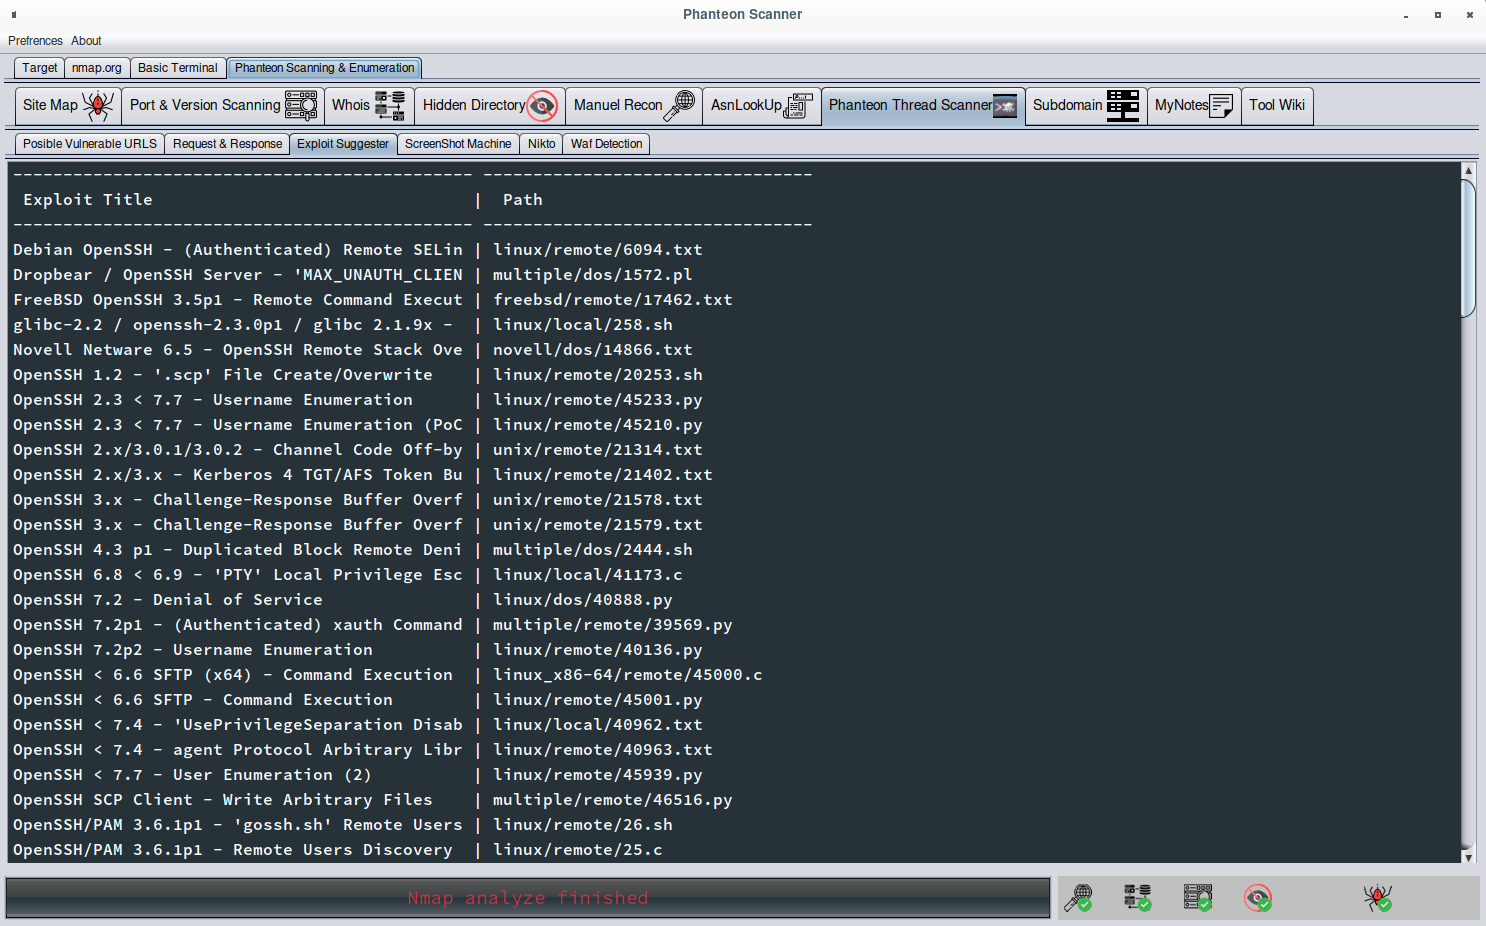 Phanteon Scanner
Prefrences About
Target nmap.org Basic Terminal Phanteon Scanning & Enumeration
Site Map Port & Version Scanning Whois Hidden Directory Manuel Recon AsnLookUp Phanteon Thread Scanner Subdomain MyNotes Tool Wiki
Posible Vulnerable URLS Request & Response Exploit Suggester ScreenShot Machine Nikto Waf Detection
---------------------------------------------- ---------------------------------
Exploit Title | Path
---------------------------------------------- ---------------------------------
Debian OpenSSH - (Authenticated) Remote SELin | linux/remote/6094.txt
Dropbear / OpenSSH Server - 'MAX_UNAUTH_CLIEN | multiple/dos/1572.pl
FreeBSD OpenSSH 3.5p1 - Remote Command Execut | freebsd/remote/17462.txt
glibc-2.2 / openssh-2.3.0p1 / glibc 2.1.9x - | linux/local/258.sh
Novell Netware 6.5 - OpenSSH Remote Stack Ove | novell/dos/14866.txt
OpenSSH 1.2 - '.scp' File Create/Overwrite | linux/remote/20253.sh
OpenSSH 2.3 < 7.7 - Username Enumeration | linux/remote/45233.py
OpenSSH 2.3 < 7.7 - Username Enumeration (PoC | linux/remote/45210.py
OpenSSH 2.x/3.0.1/3.0.2 - Channel Code Off-by | unix/remote/21314.txt
OpenSSH 2.x/3.x - Kerberos 4 TGT/AFS Token Bu | linux/remote/21402.txt
OpenSSH 3.x - Challenge-Response Buffer Overf | unix/remote/21578.txt
OpenSSH 3.x - Challenge-Response Buffer Overf | unix/remote/21579.txt
OpenSSH 4.3 p1 - Duplicated Block Remote Deni | multiple/dos/2444.sh
OpenSSH 6.8 < 6.9 - 'PTY' Local Privilege Esc | linux/local/41173.c
OpenSSH 7.2 - Denial of Service | linux/dos/40888.py
OpenSSH 7.2p1 - (Authenticated) xauth Command | multiple/remote/39569.py
OpenSSH 7.2p2 - Username Enumeration | linux/remote/40136.py
OpenSSH < 6.6 SFTP (x64) - Command Execution | linux_x86-64/remote/45000.c
OpenSSH < 6.6 SFTP - Command Execution | linux/remote/45001.py
OpenSSH < 7.4 - 'UsePrivilegeSeparation Disab | linux/local/40962.txt
OpenSSH < 7.4 - agent Protocol Arbitrary Libr | linux/remote/40963.txt
OpenSSH < 7.7 - User Enumeration (2) | linux/remote/45939.py
OpenSSH SCP Client - Write Arbitrary Files | multiple/remote/46516.py
OpenSSH/PAM 3.6.1p1 - 'gossh.sh' Remote Users | linux/remote/26.sh
OpenSSH/PAM 3.6.1p1 - Remote Users Discovery | linux/remote/25.c
Nmap analyze finished